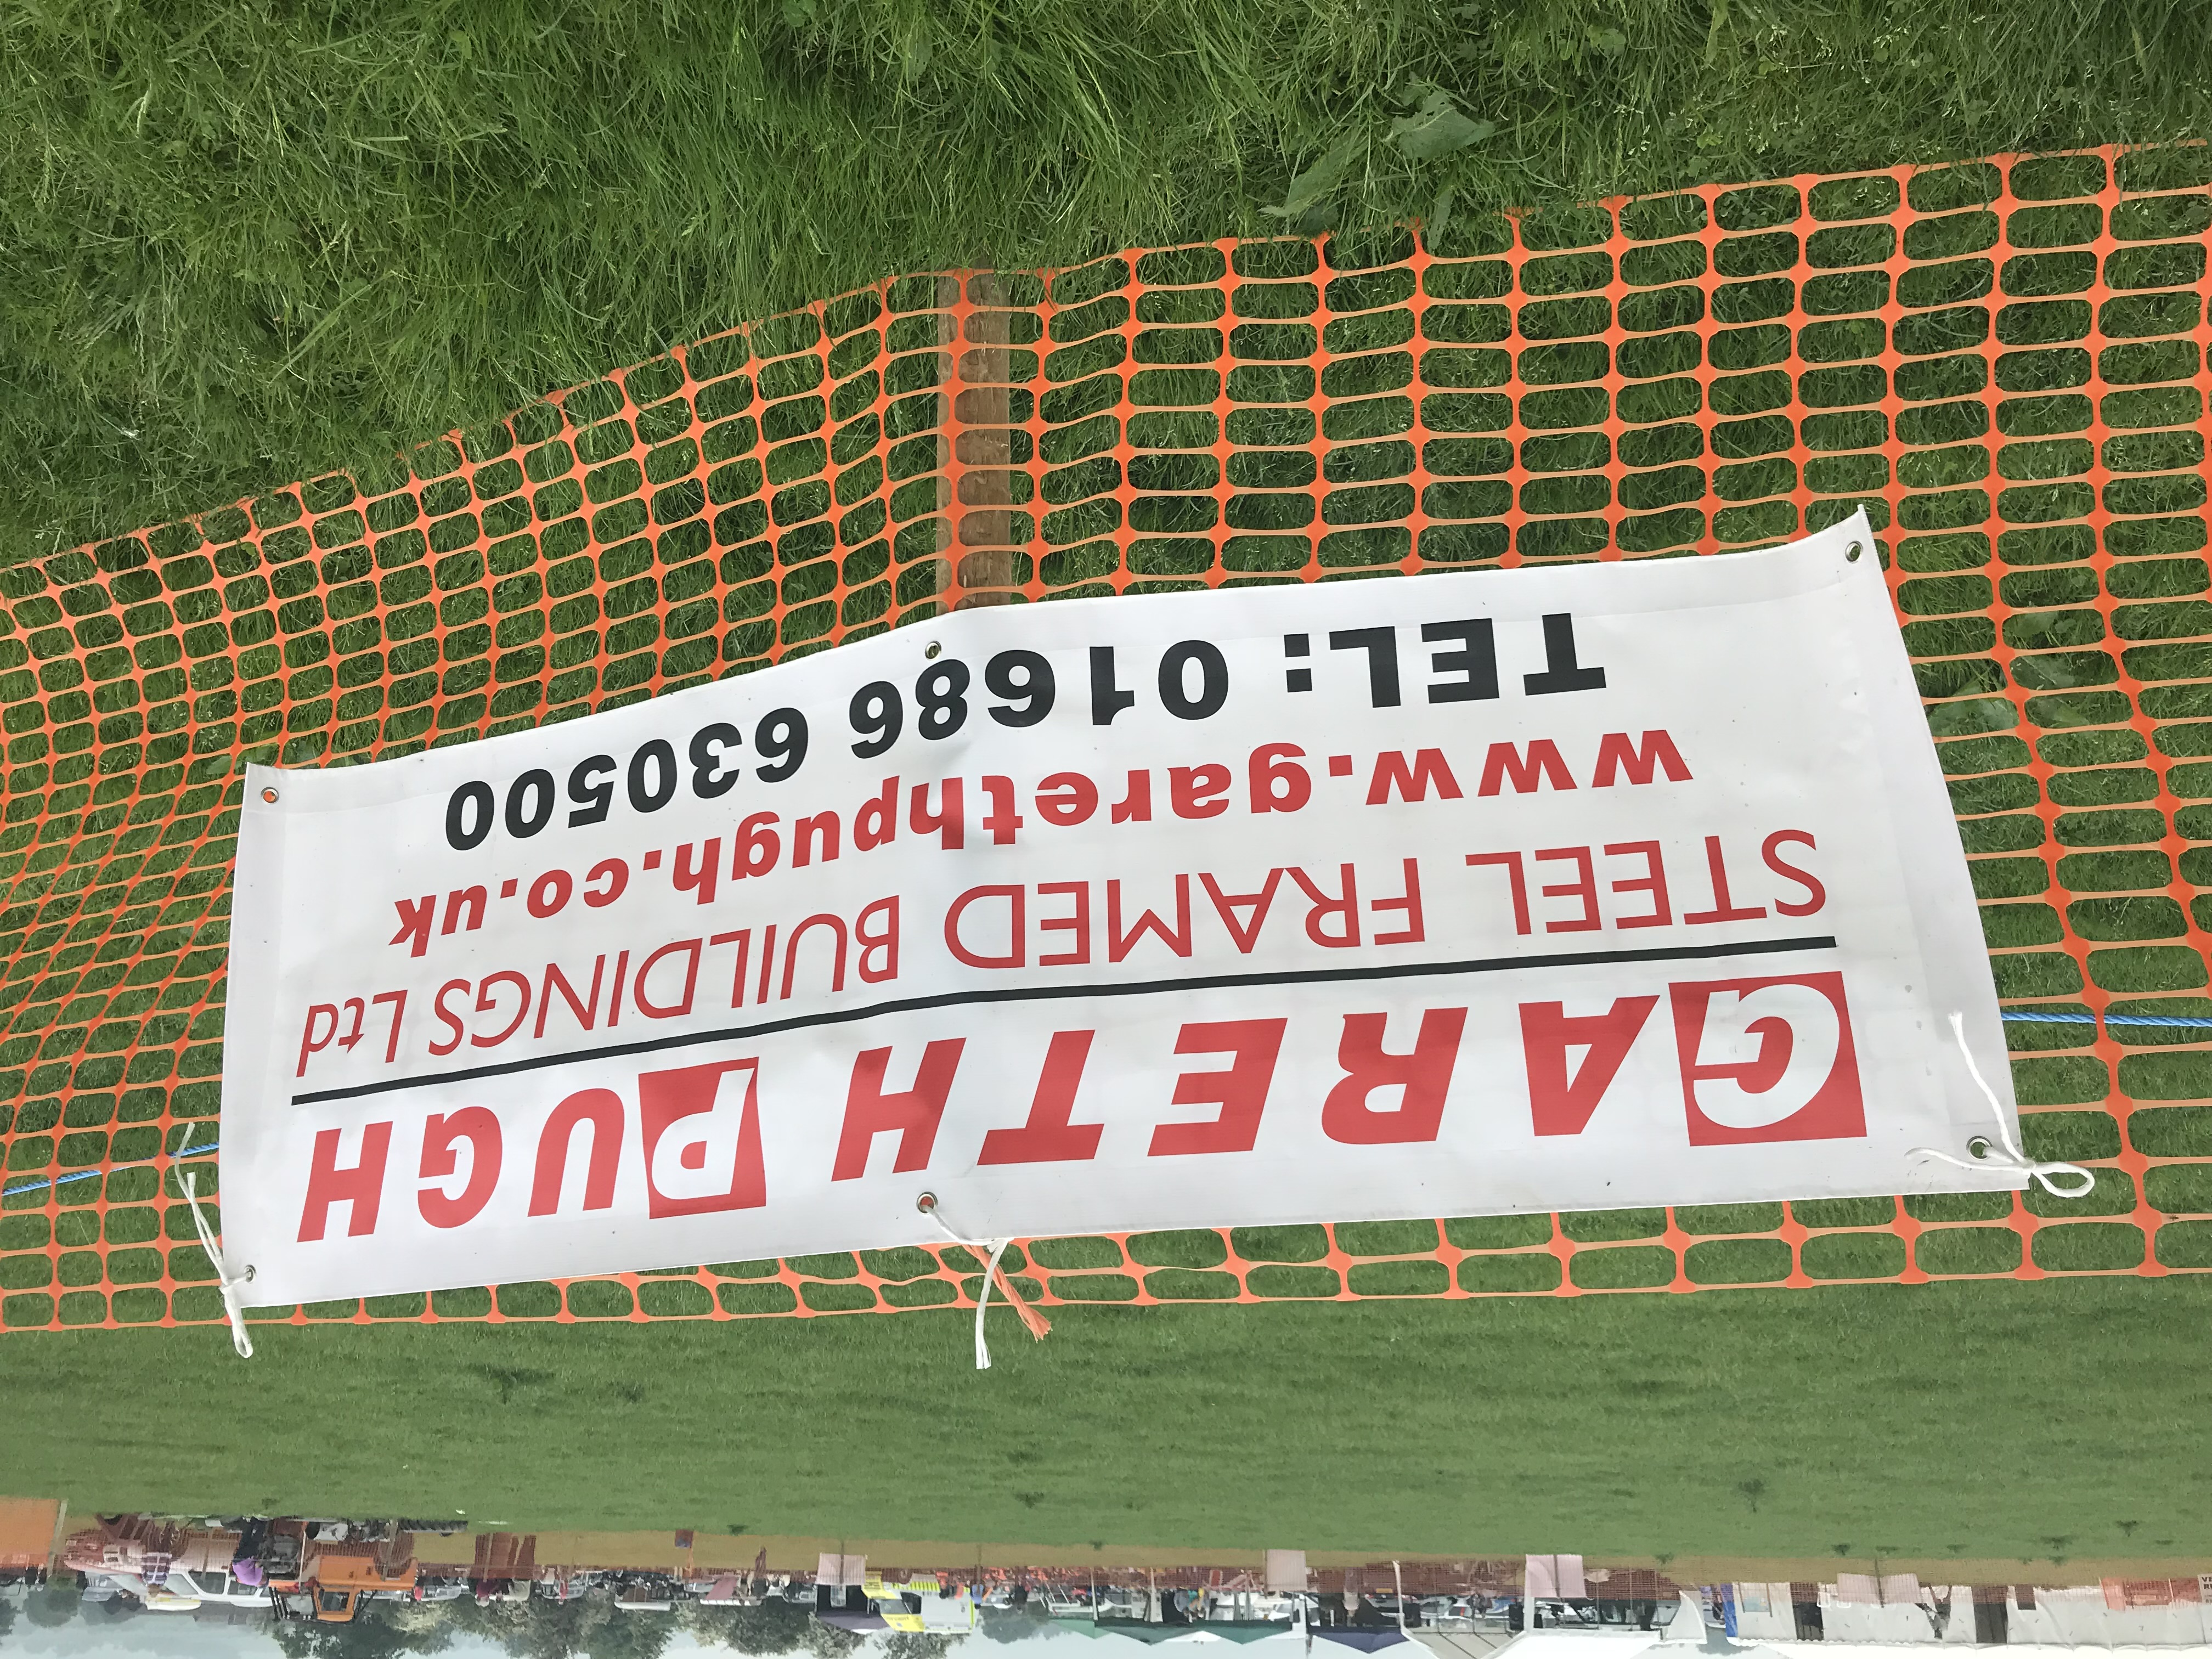 GARETH PUGH
STEEL FRAMED BUILDINGS Ltd
www.garethpugh.co.uk
TEL: 01686 630500